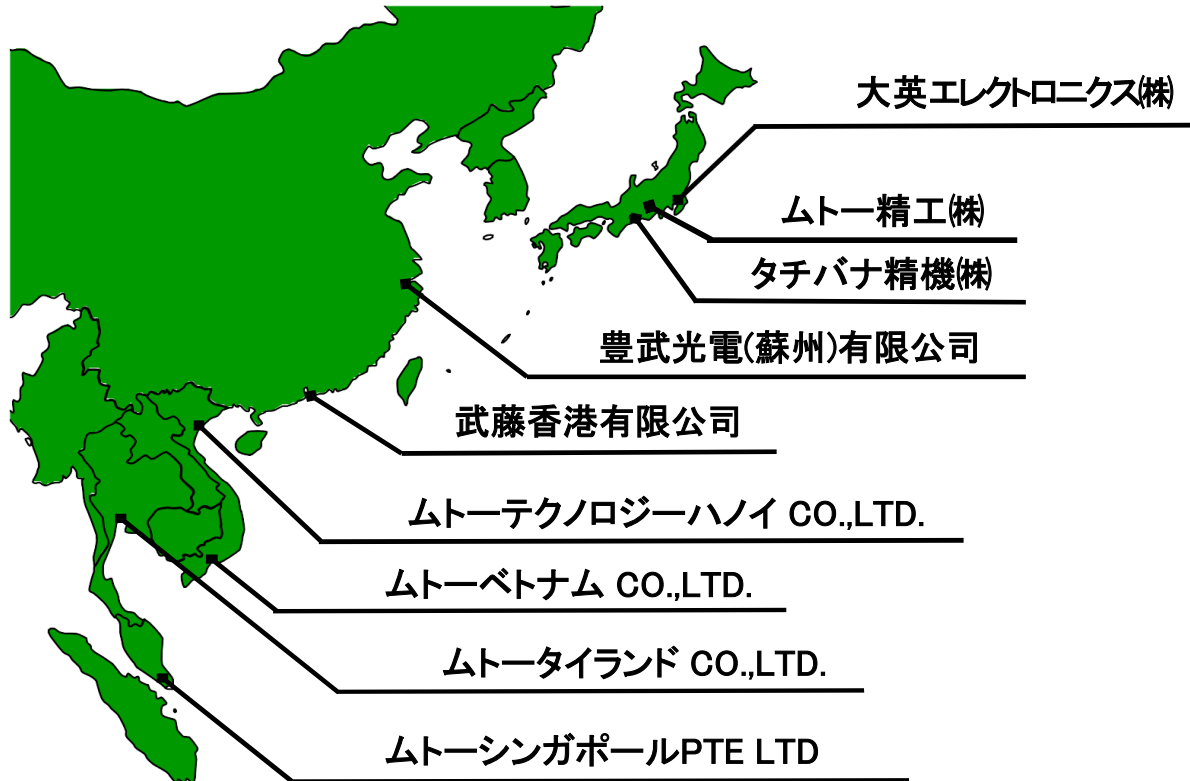 大英エレクトロニクス㈱
ムトー精工㈱
タチバナ精機㈱
豊武光電(蘇州)有限公司
武藤香港有限公司
ムトーテクノロジーハノイ CO.,LTD.
ムトーベトナム CO.,LTD.
ムトータイランド CO.,LTD.
ムトーシンガポールPTE LTD